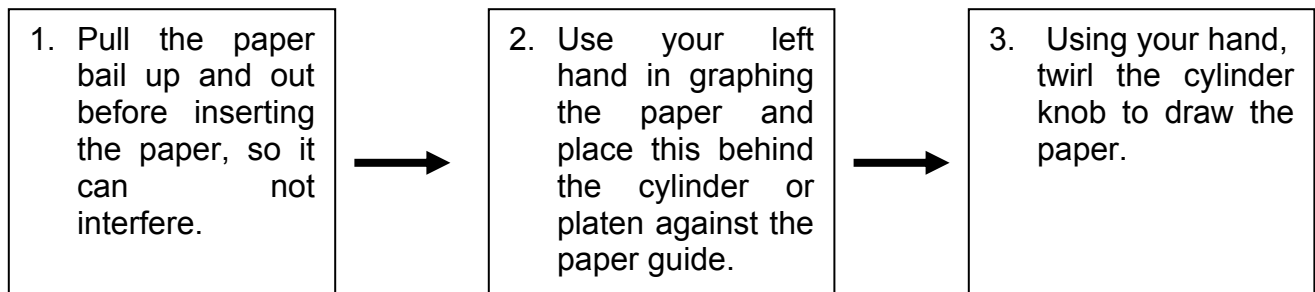 1. Pull the paper
bail up and out
before inserting
the paper, so it
can not
interfere.
2. Use your left
hand in graphing
the paper and
place this behind
the cylinder or
platen against the
paper guide.
3. Using your hand,
twirl the cylinder
knob to draw the
paper.